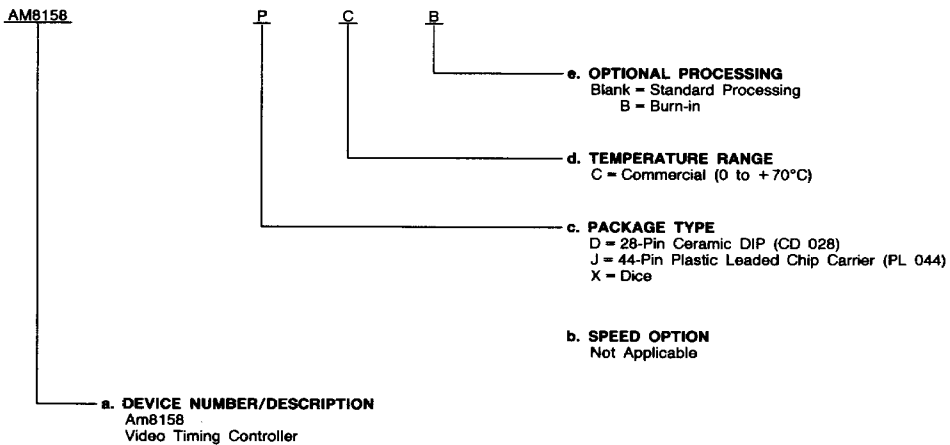 AM8158 P C B
e. OPTIONAL PROCESSING
Blank = Standard Processing
B = Burn-in
d. TEMPERATURE RANGE
C = Commercial (0 to +70°C)
c. PACKAGE TYPE
D = 28-Pin Ceramic DIP (CD 028)
J = 44-Pin Plastic Leaded Chip Carrier (PL 044)
X = Dice
b. SPEED OPTION
Not Applicable
a. DEVICE NUMBER/DESCRIPTION
Am8158
Video Timing Controller